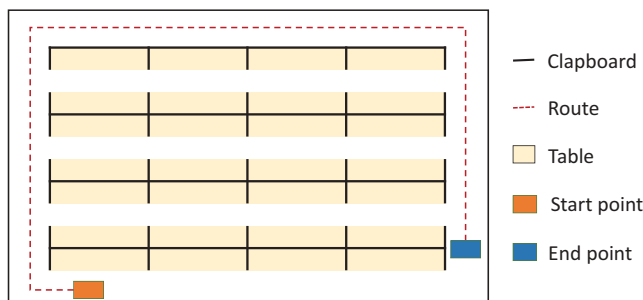 Clapboard
Route
Table
Start point
End point